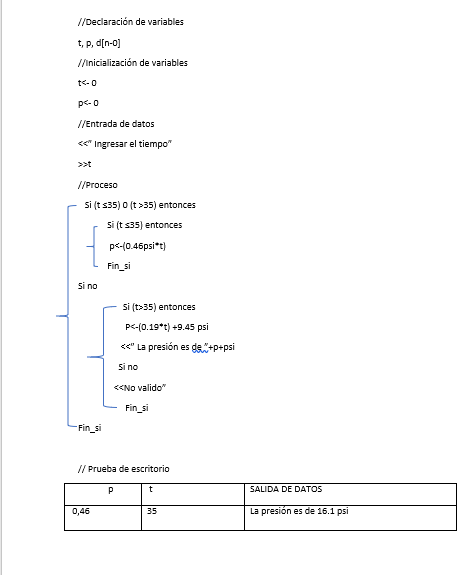 //Declaración de variables
t, p, d[n-0]
//Inicialización de variables
t<- 0
p<- 0
//Entrada de datos
<<" Ingresar el tiempo"
>>t
//Proceso
Si (t ≤35) 0 (t >35) entonces
Si (t ≤35) entonces
p<-(0.46psi*t)
Fin_si
Si no
Si (t>35) entonces
P<-(0.19*t) +9.45 psi
<<" La presión es de "+p+psi
Si no
<<No valido"
Fin_si
Fin_si
// Prueba de escritorio
p t SALIDA DE DATOS
0,46 35 La presión es de 16.1 psi